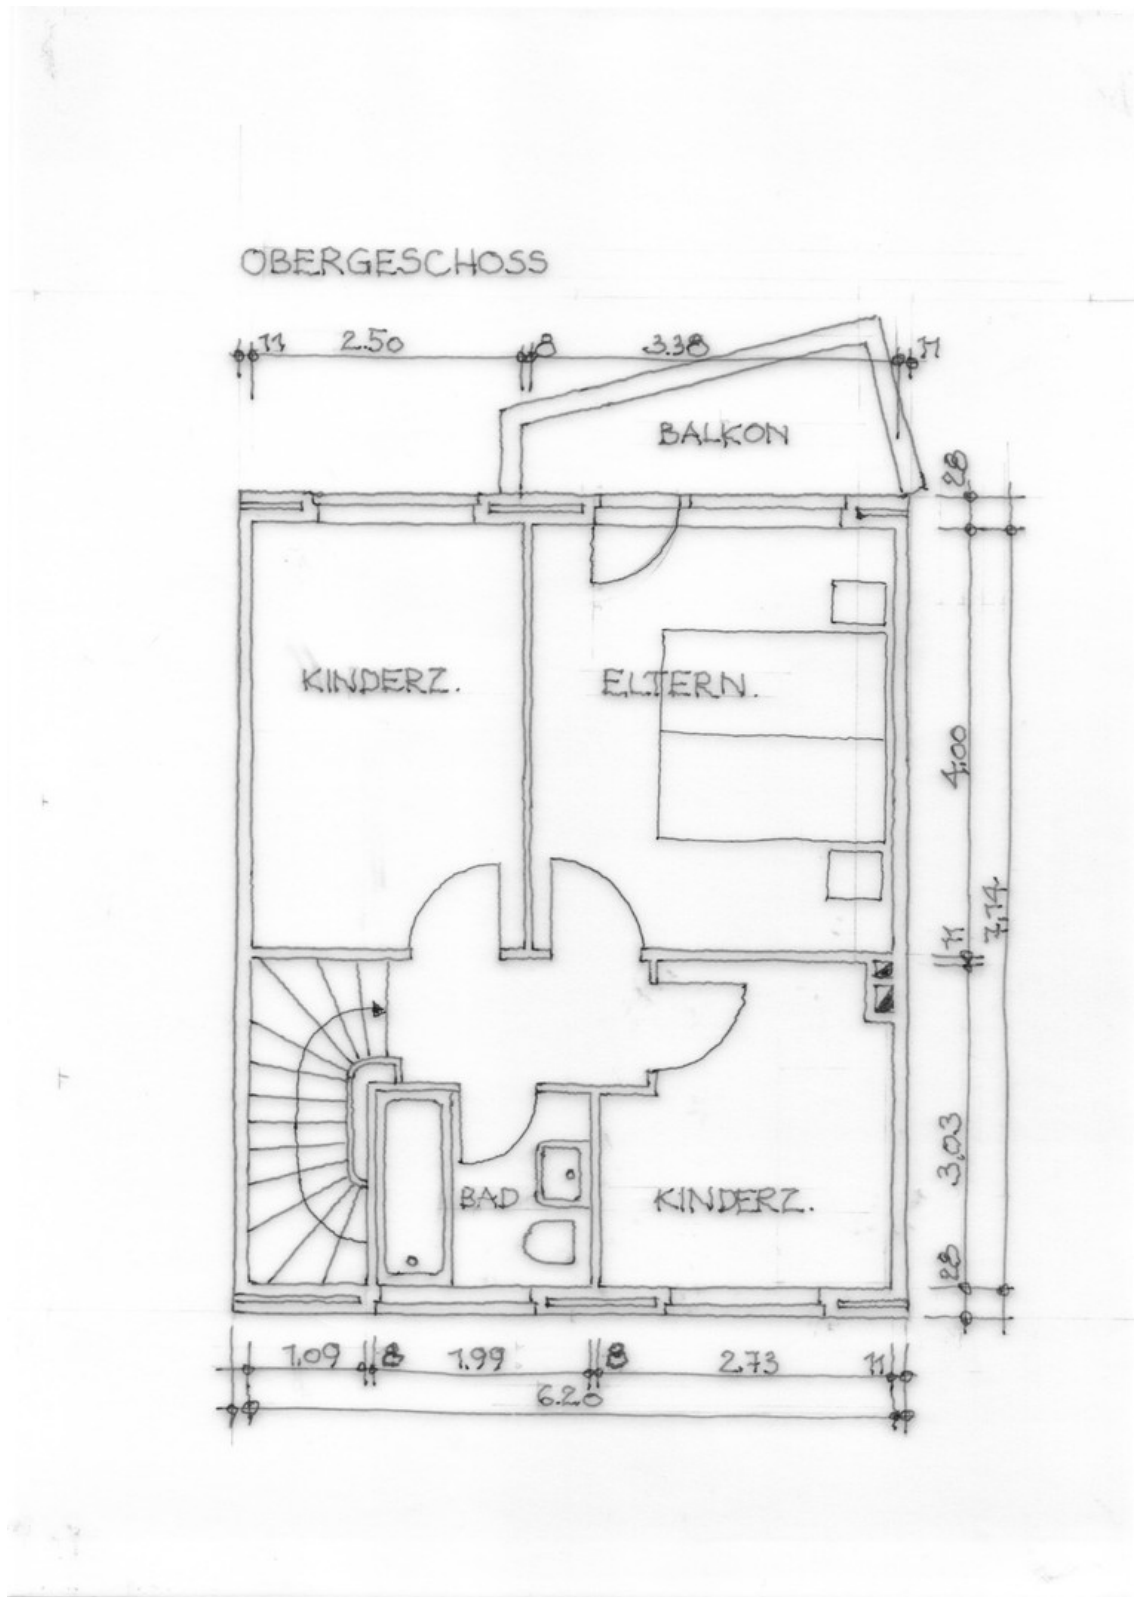 OBERGESCHOSS
11 2.50 8 3.38 11
BALKON
28
KINDERZ.
ELTERN.
4,00
7,14
11
3,03
BAD
KINDERZ.
28
1.09 8 1.99 8 2.73 11
6.20